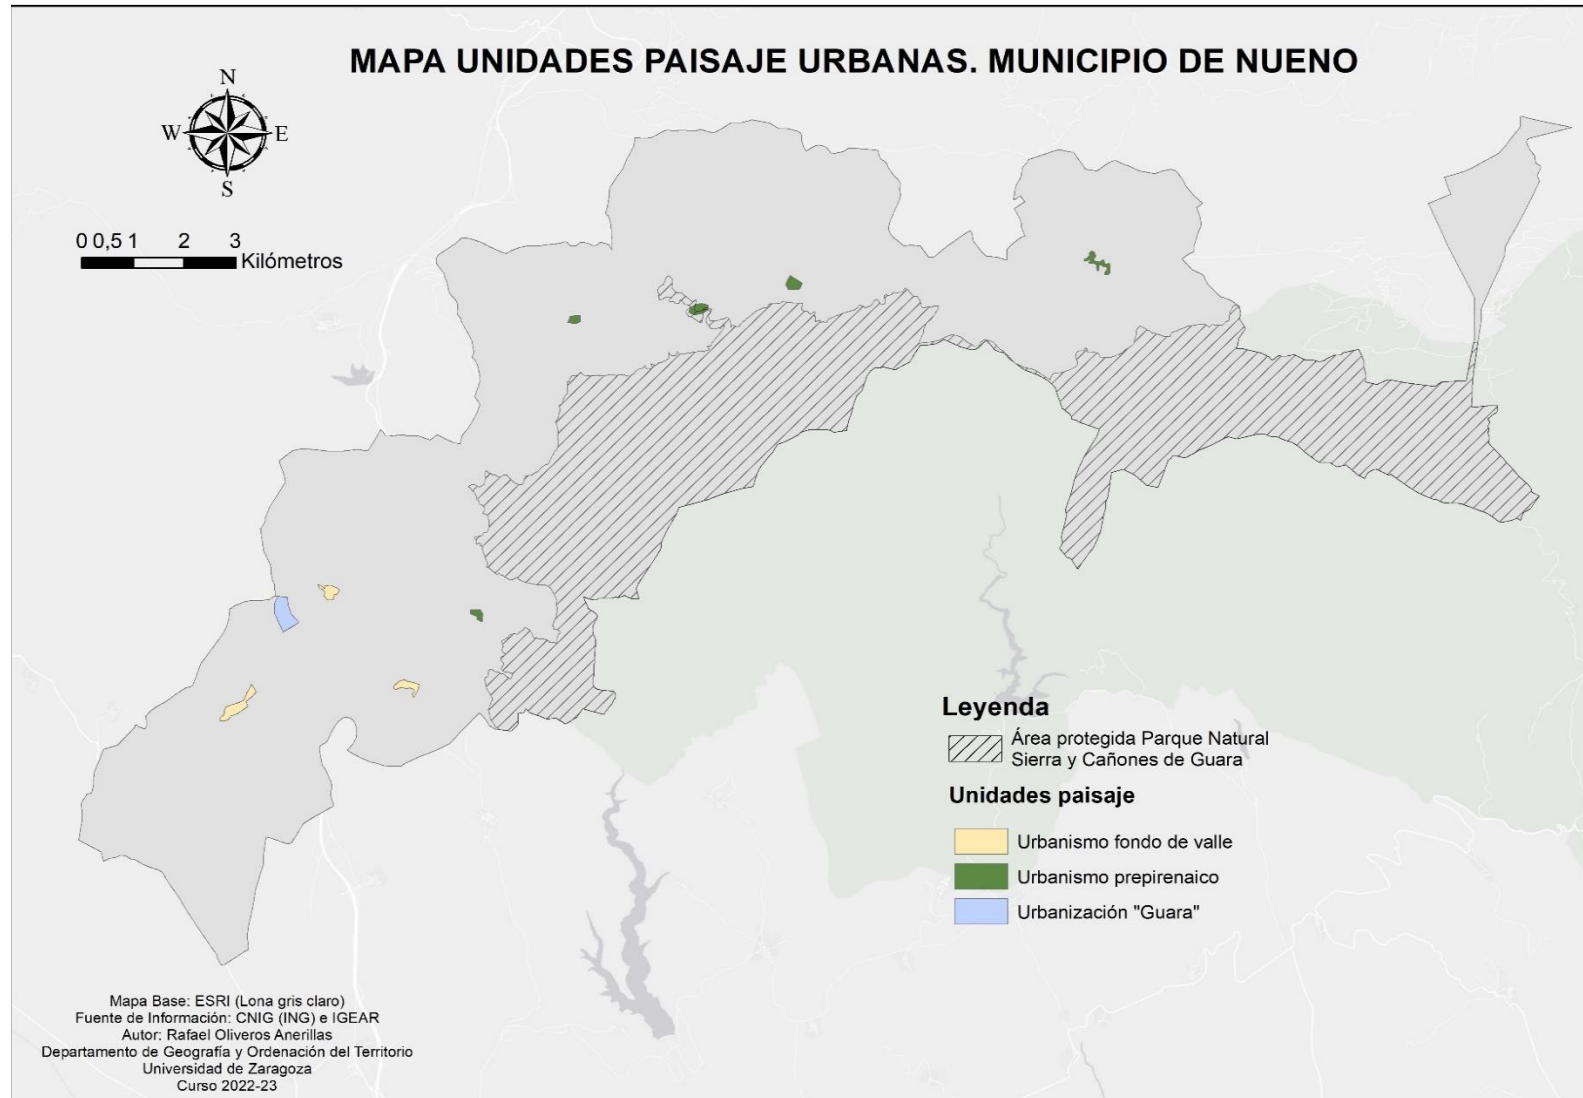 MAPA UNIDADES PAISAJE URBANAS. MUNICIPIO DE NUENO
N
W
E
S
0 0,5 1 2 3
Kilómetros
Leyenda
Área protegida Parque Natural
Sierra y Cañones de Guara
Unidades paisaje
Urbanismo fondo de valle
Urbanismo prepirenaico
Urbanización "Guara"
Mapa Base: ESRI (Lona gris claro)
Fuente de Información: CNIG (ING) e IGEAR
Autor: Rafael Oliveros Anerillas
Departamento de Geografía y Ordenación del Territorio
Universidad de Zaragoza
Curso 2022-23